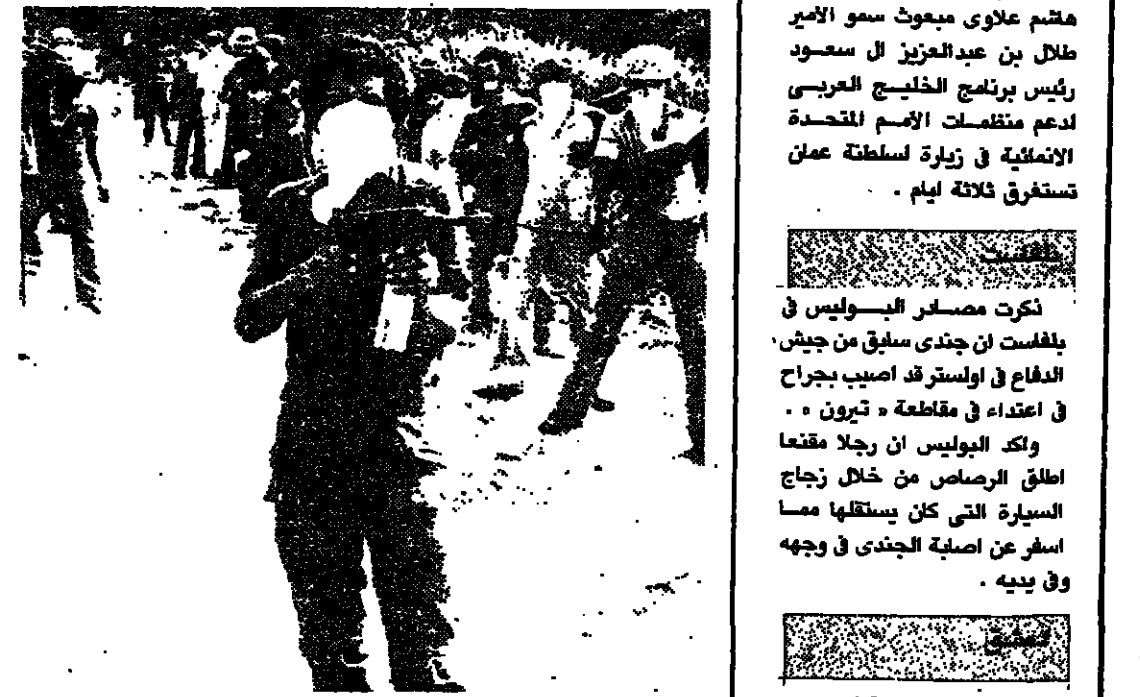 هاشم علاوى مبعوث سمو الأمير
طلال بن عبدالعزيز ال سعود
رئيس برنامج الخليج العربى
لدعم منظمات الأمم المتحدة
الانمائية فى زيارة لسلطنة عمان
تستغرق ثلاثة ايام .
بلفاست
ذكرت مصادر البوليس فى
بلفاست ان جندى سابق من جيش
الدفاع فى اولستر قد اصيب بجراح
فى اعتداء فى مقاطعة « تيرون » .
واكد البوليس ان رجلا مقنعا
اطلق الرصاص من خلال زجاج
السيارة التى كان يستقلها مما
اسفر عن اصابة الجندى فى وجهه
وفى يديه .
دمشق